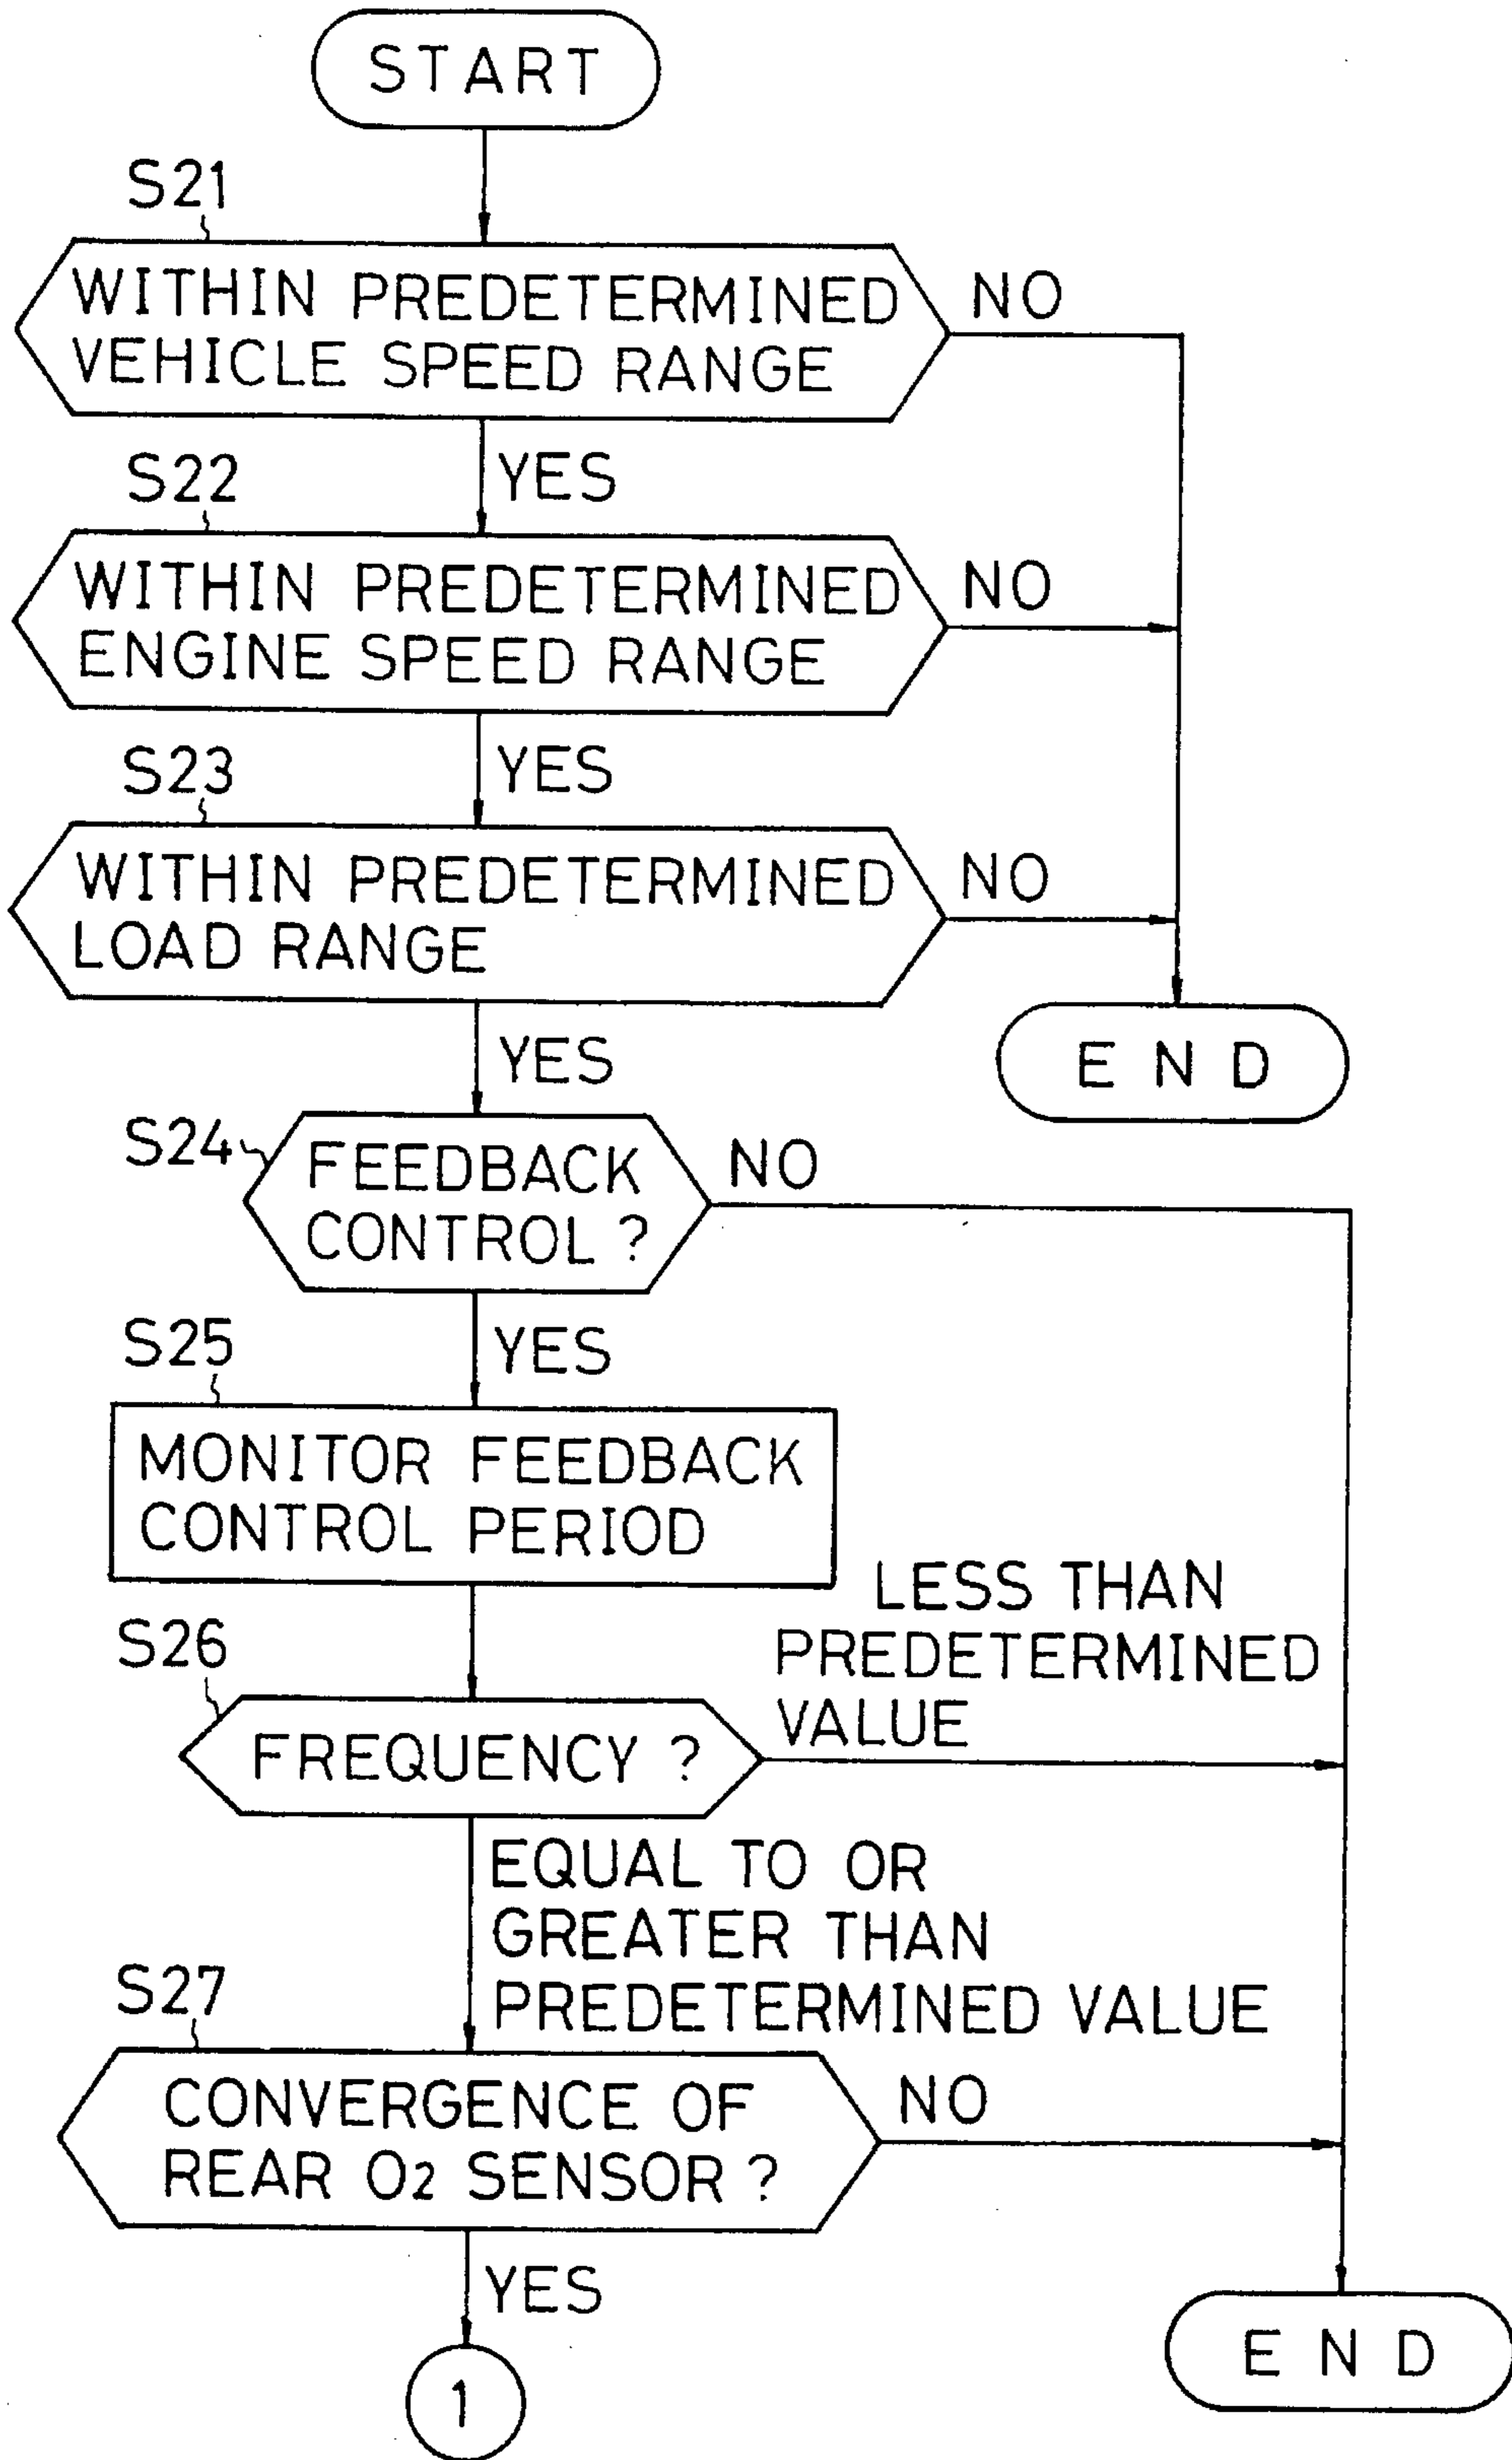 START
S21
WITHIN PREDETERMINED
VEHICLE SPEED RANGE
NO
YES
S22
WITHIN PREDETERMINED
ENGINE SPEED RANGE
NO
YES
S23
WITHIN PREDETERMINED
LOAD RANGE
NO
YES
END
S24
FEEDBACK
CONTROL ?
NO
YES
S25
MONITOR FEEDBACK
CONTROL PERIOD
S26
FREQUENCY ?
LESS THAN
PREDETERMINED
VALUE
EQUAL TO OR
GREATER THAN
PREDETERMINED VALUE
S27
CONVERGENCE OF
REAR O2 SENSOR ?
NO
YES
END
1